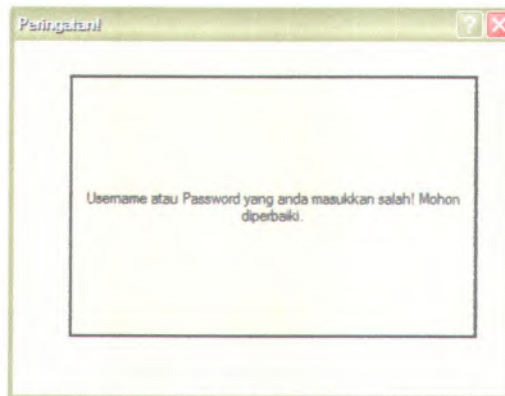 Peringatan!
Username atau Password yang anda masukkan salah! Mohon
diperbaiki.